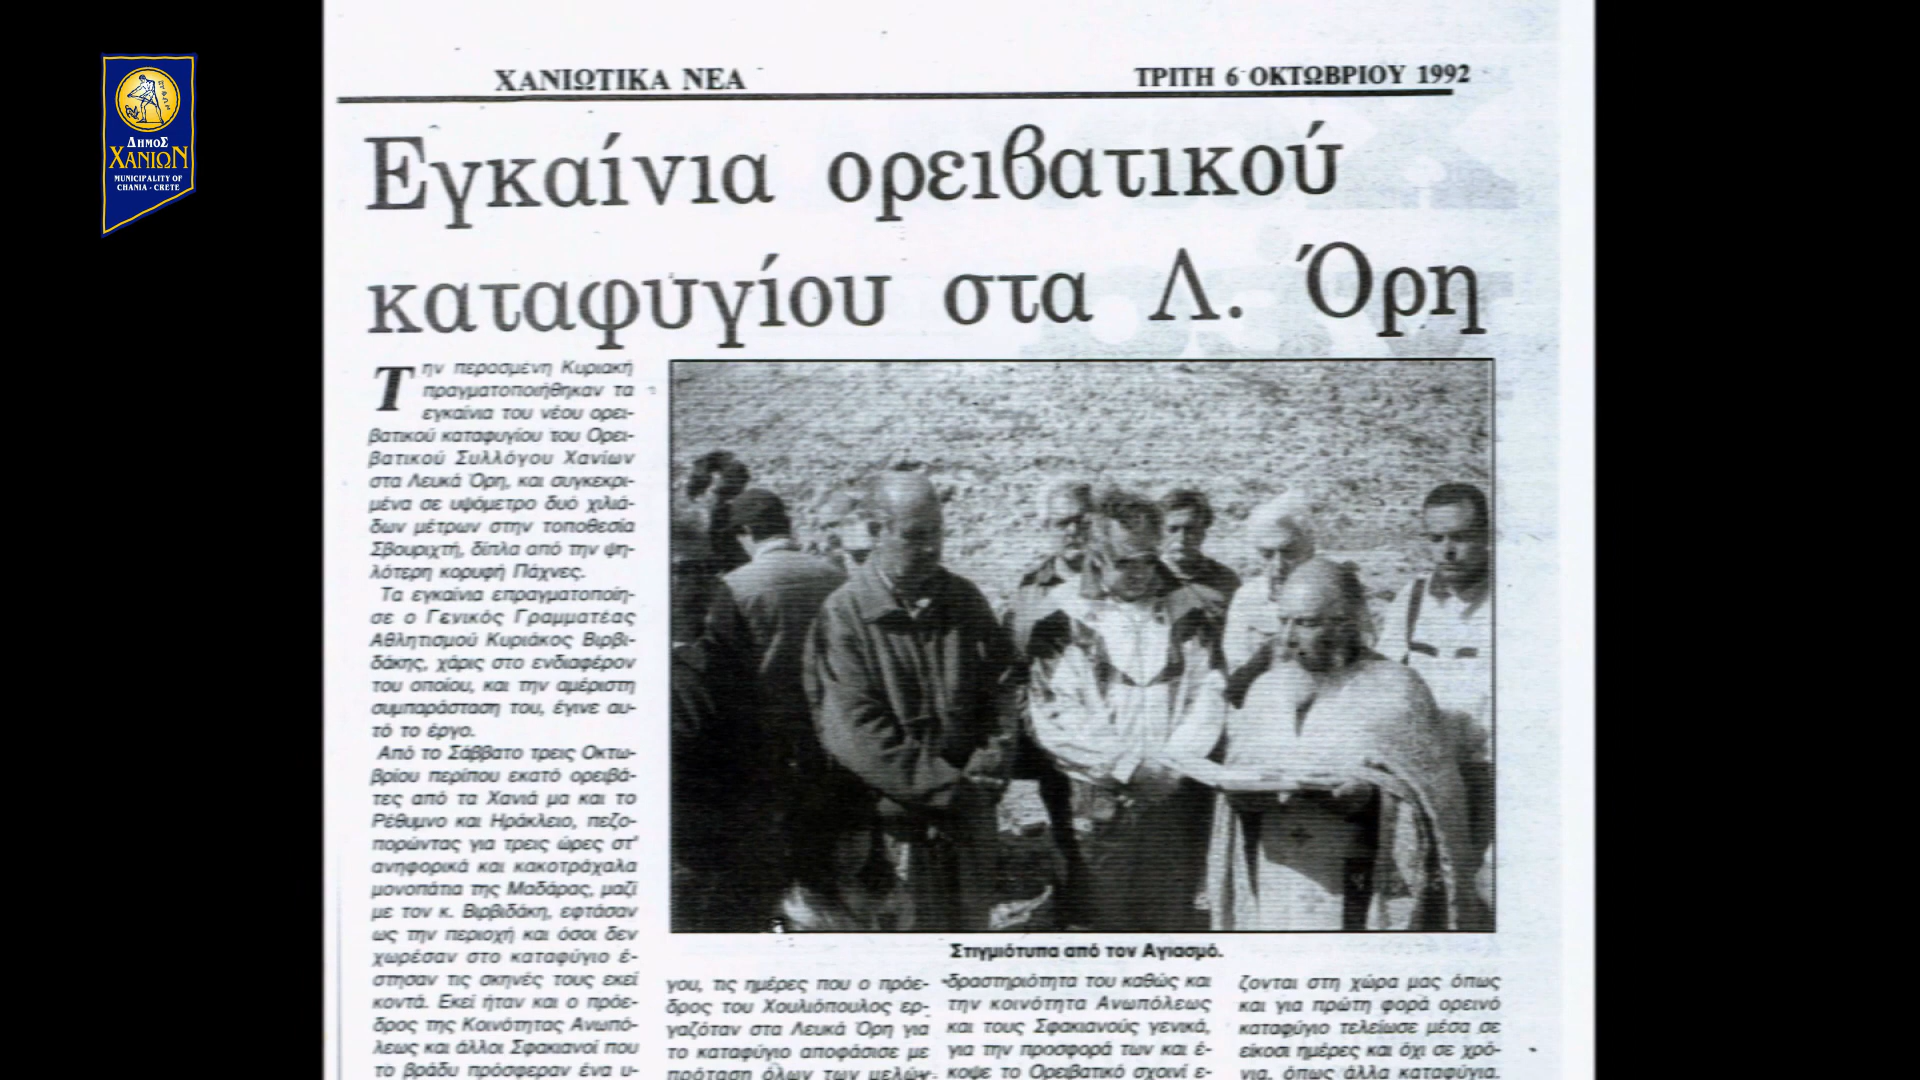 ΔΗΜΟΣ
ΧΑΝΙΩΝ
MUNICIPALITY OF
CHANIA - CRETE
ΧΑΝΙΩΤΙΚΑ ΝΕΑ
ΤΡΙΤΗ 6 ΟΚΤΩΒΡΙΟΥ 1992
Εγκαίνια ορειβατικού
καταφυγίου στα Λ. Όρη
Την περασμένη Κυριακή
πραγματοποιήθηκαν τα
εγκαίνια του νέου ορει-
βατικού καταφυγίου του Ορει-
βατικού Συλλόγου Χανίων
στα Λευκά Όρη, και συγκεκρι-
μένα σε υψόμετρο δυό χιλιά-
δων μέτρων στην τοποθεσία
Σβουριχτή, δίπλα από την ψη-
λότερη κορυφή Πάχνες.
Τα εγκαίνια επραγματοποίη-
σε ο Γενικός Γραμματέας
Αθλητισμού Κυριάκος Βιρβι-
δάκης, χάρις στο ενδιαφέρον
του οποίου, και την αμέριστη
συμπαράσταση του, έγινε αυ-
τό το έργο.
Από το Σάββατο τρεις Οκτω-
βρίου περίπου εκατό ορειβά-
τες από τα Χανιά μα και το
Ρέθυμνο και Ηράκλειο, πεζο-
πορώντας για τρεις ώρες στ'
ανηφορικά και κακοτράχαλα
μονοπάτια της Μαδάρας, μαζί
με τον κ. Βιρβιδάκη, εφτάσαν
ως την περιοχή και όσοι δεν
χωρέσαν στο καταφύγιο έ-
στησαν τις σκηνές τους εκεί
κοντά. Εκεί ήταν και ο πρόε-
δρος της Κοινότητας Ανωπό-
λεως και άλλοι Σφακιανοί που
το βράδυ πρόσφεραν ένα υ-
Στιγμιότυπα από τον Αγιασμό.
γου, τις ημέρες που ο πρόε-
δρος του Χουλιόπουλος ερ-
γαζόταν στα Λευκά Όρη για
το καταφύγιο αποφάσισε με
πρόταση όλων των μελών-
δραστηριότητα του καθώς και
την κοινότητα Ανωπόλεως
και τους Σφακιανούς γενικά,
για την προσφορά των και έ-
κοψε το Ορειβατικό σχοινί ε-
ζονται στη χώρα μας όπως
και για πρώτη φορά ορεινό
καταφύγιο τελείωσε μέσα σε
είκοσι ημέρες και όχι σε χρό-
νια, όπως άλλα καταφύγια.